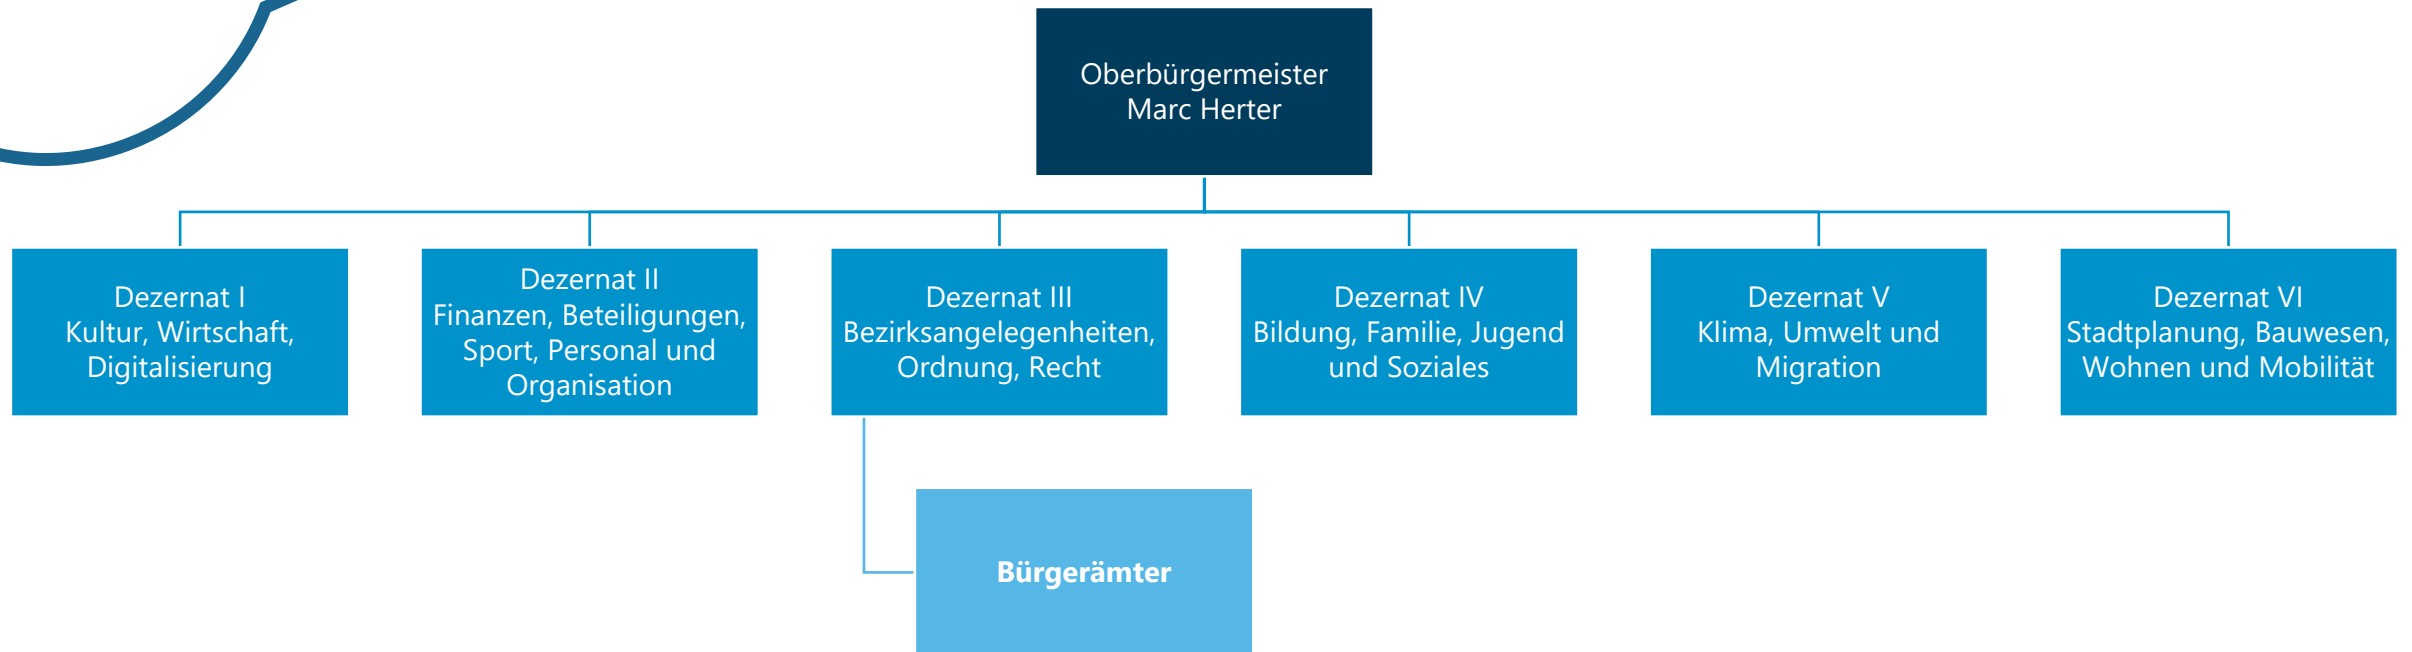 Oberbürgermeister
Marc Herter
Dezernat I
Kultur, Wirtschaft,
Digitalisierung
Dezernat II
Finanzen, Beteiligungen,
Sport, Personal und
Organisation
Dezernat III
Bezirksangelegenheiten,
Ordnung, Recht
Dezernat IV
Bildung, Familie, Jugend
und Soziales
Dezernat V
Klima, Umwelt und
Migration
Dezernat VI
Stadtplanung, Bauwesen,
Wohnen und Mobilität
Bürgerämter